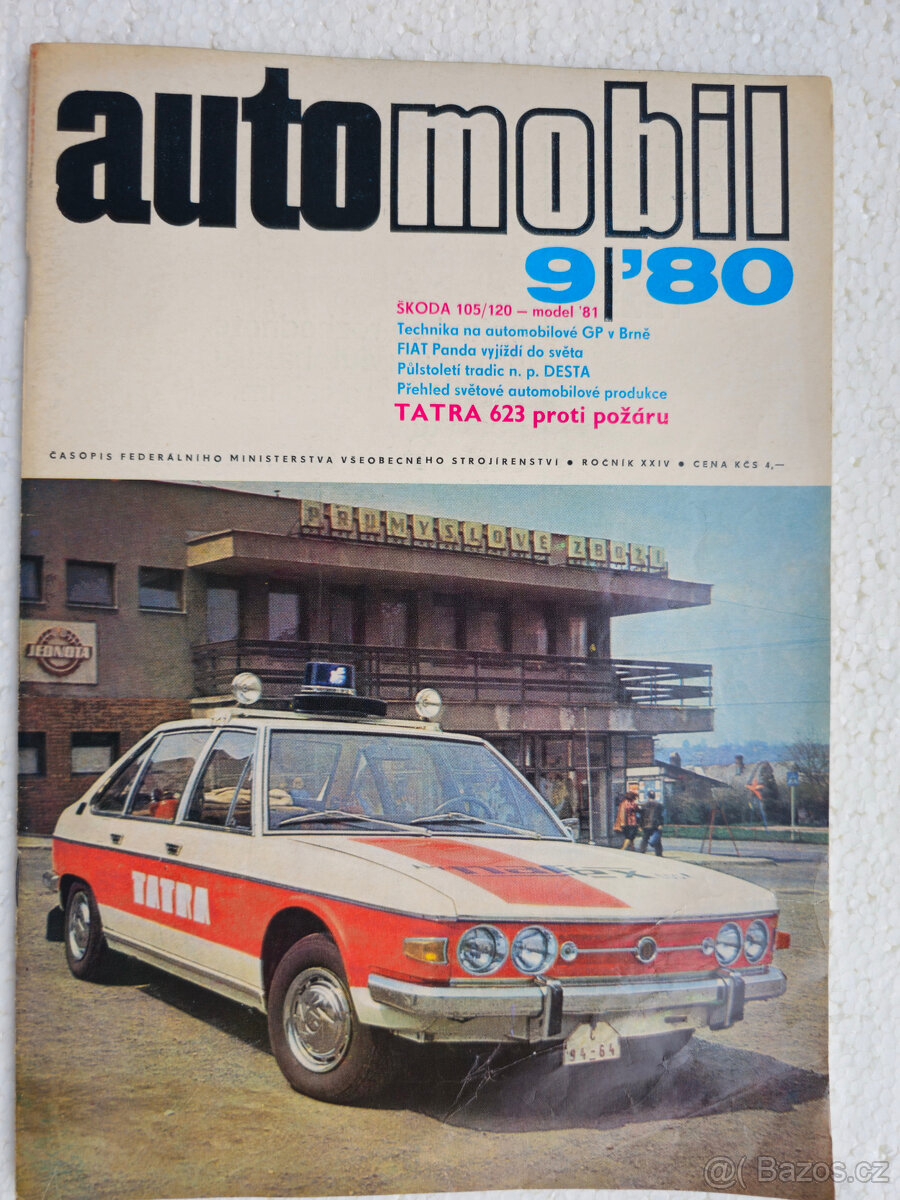 automobil
9|'80
ŠKODA 105/120 – model '81
Technika na automobilové GP v Brně
FIAT Panda vyjíždí do světa
Půlstoletí tradic n. p. DESTA
Přehled světové automobilové produkce
TATRA 623 proti požáru
ČASOPIS FEDERÁLNÍHO MINISTERSTVA VŠEOBECNÉHO STROJÍRENSTVÍ ● ROČNÍK XXIV ● CENA KČS 4,—
PRŮMYSLOVÉ ZBOŽÍ
JEDNOTA
TATRA
C
94-64
@( Bazos.cz